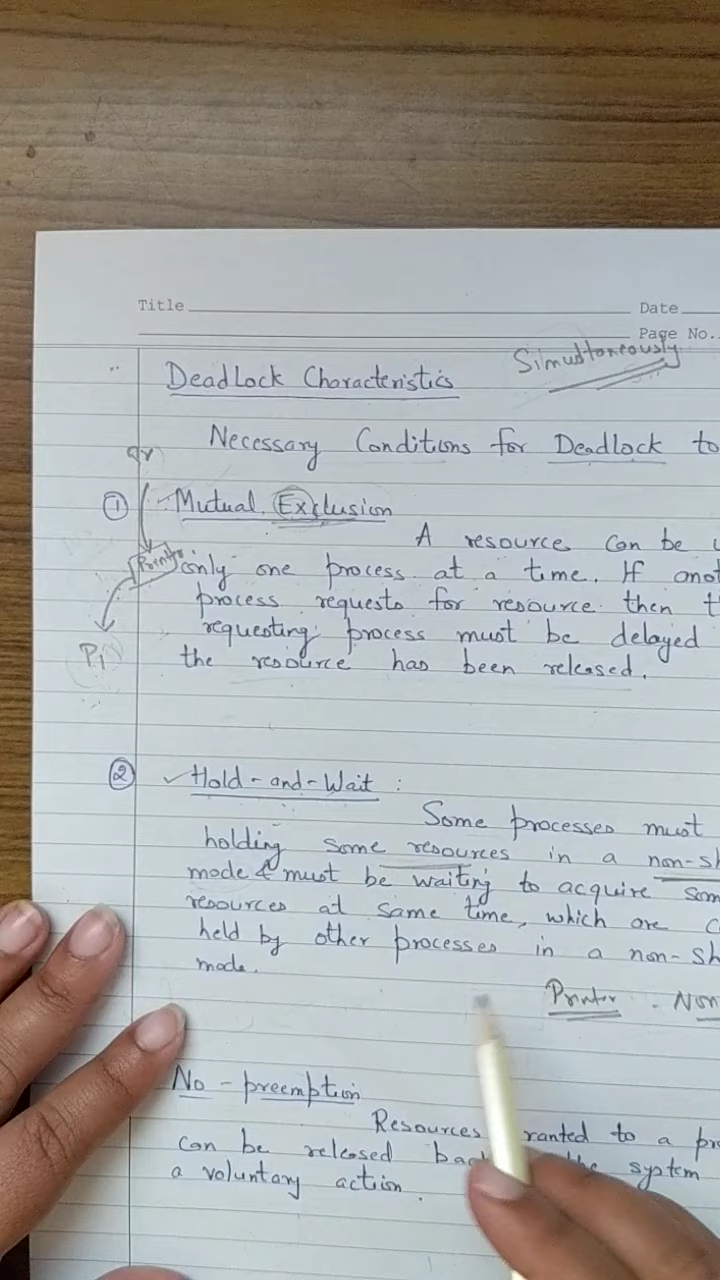 Title
Date
Page No..
Simultaneously
Deadlock Characteristics
Necessary Conditions for Deadlock to
① Mutual Exclusion
A resource can be
Printer only one process at a time. If anot
process requests for resource then t
requesting process must be delayed
P1 the resource has been released.
② Hold-and-Wait :
Some processes must
holding some resources in a non-sh
mode & must be waiting to acquire som
resources at same time, which are c
held by other processes in a non-sh
mode.
Printer - Non
No - preemption
Resources ranted to a pr
can be released bac the system
a voluntary action.